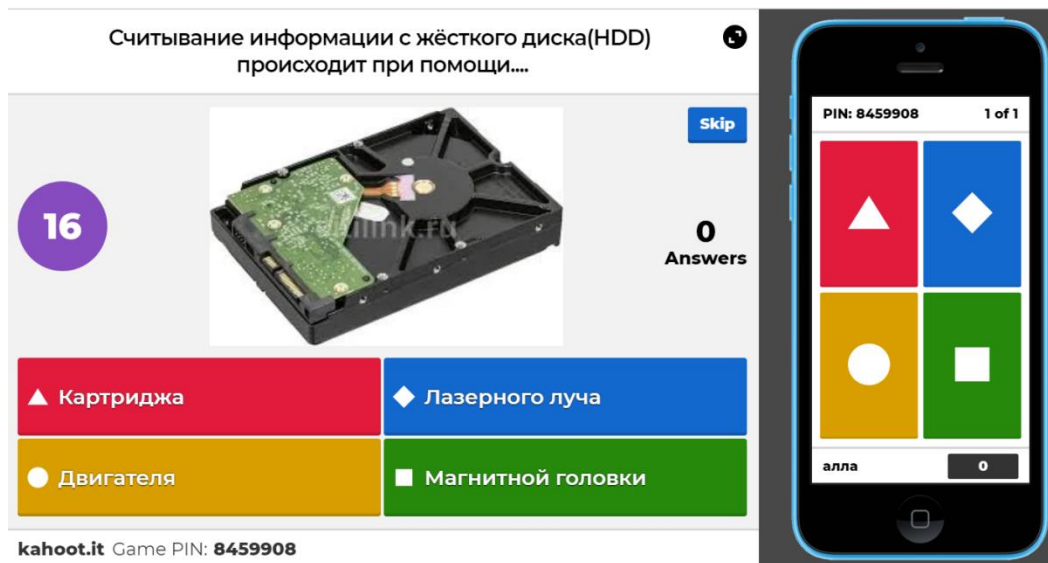 Считывание информации с жёсткого диска(HDD)
происходит при помощи....
Skip
16
0
Answers
Картриджа
Лазерного луча
Двигателя
Магнитной головки
kahoot.it Game PIN: 8459908
PIN: 8459908 1 of 1
алла 0